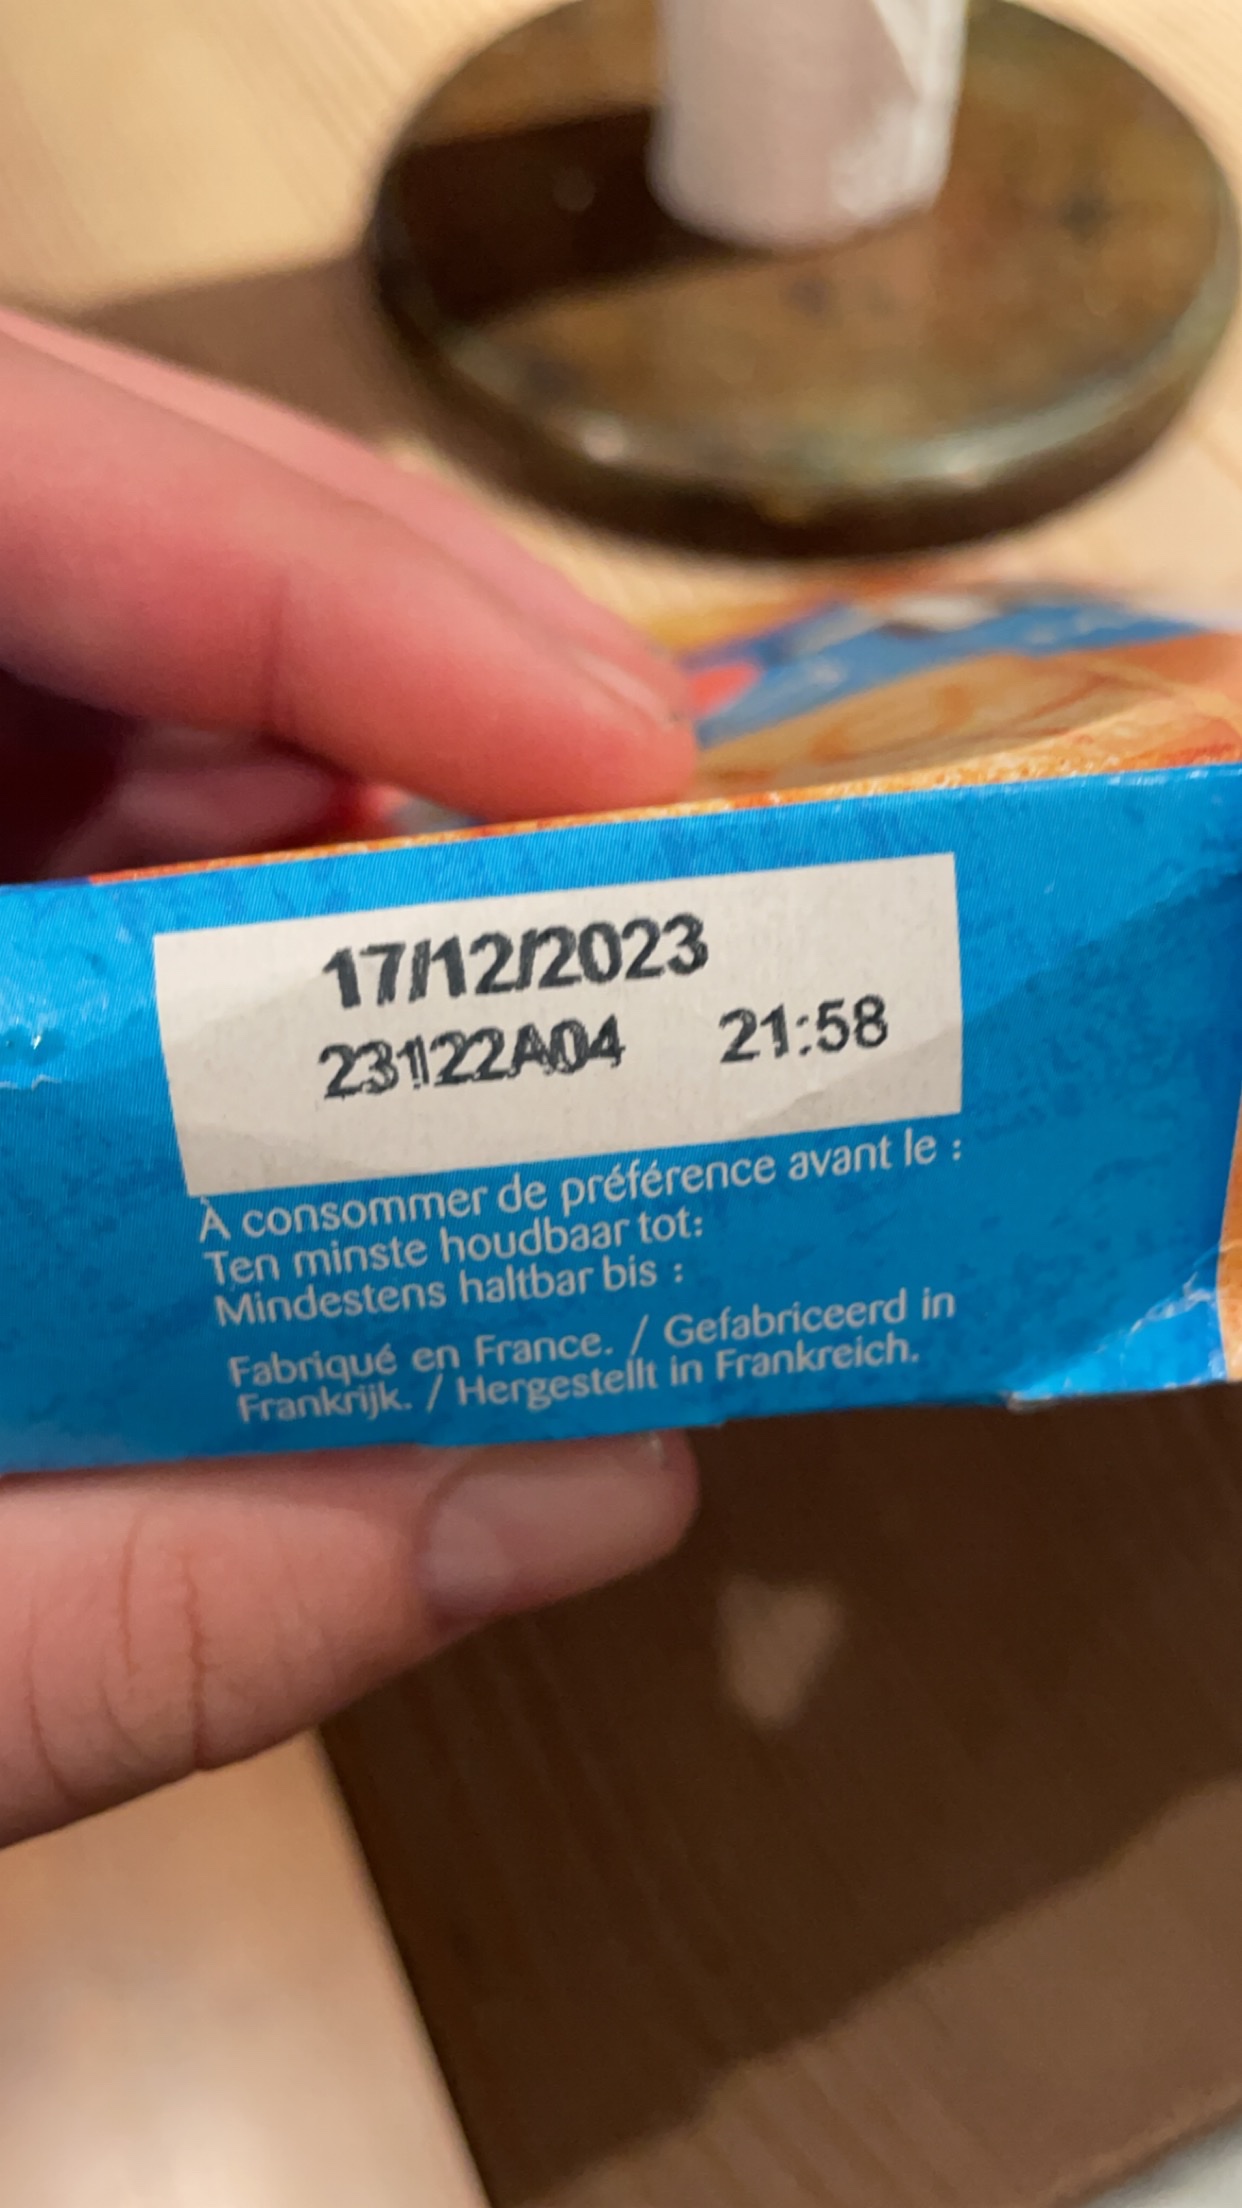 17/12/2023
23122A04 21:58
À consommer de préférence avant le :
Ten minste houdbaar tot:
Mindestens haltbar bis :
Fabriqué en France. / Gefabriceerd in
Frankrijk. / Hergestellt in Frankreich.